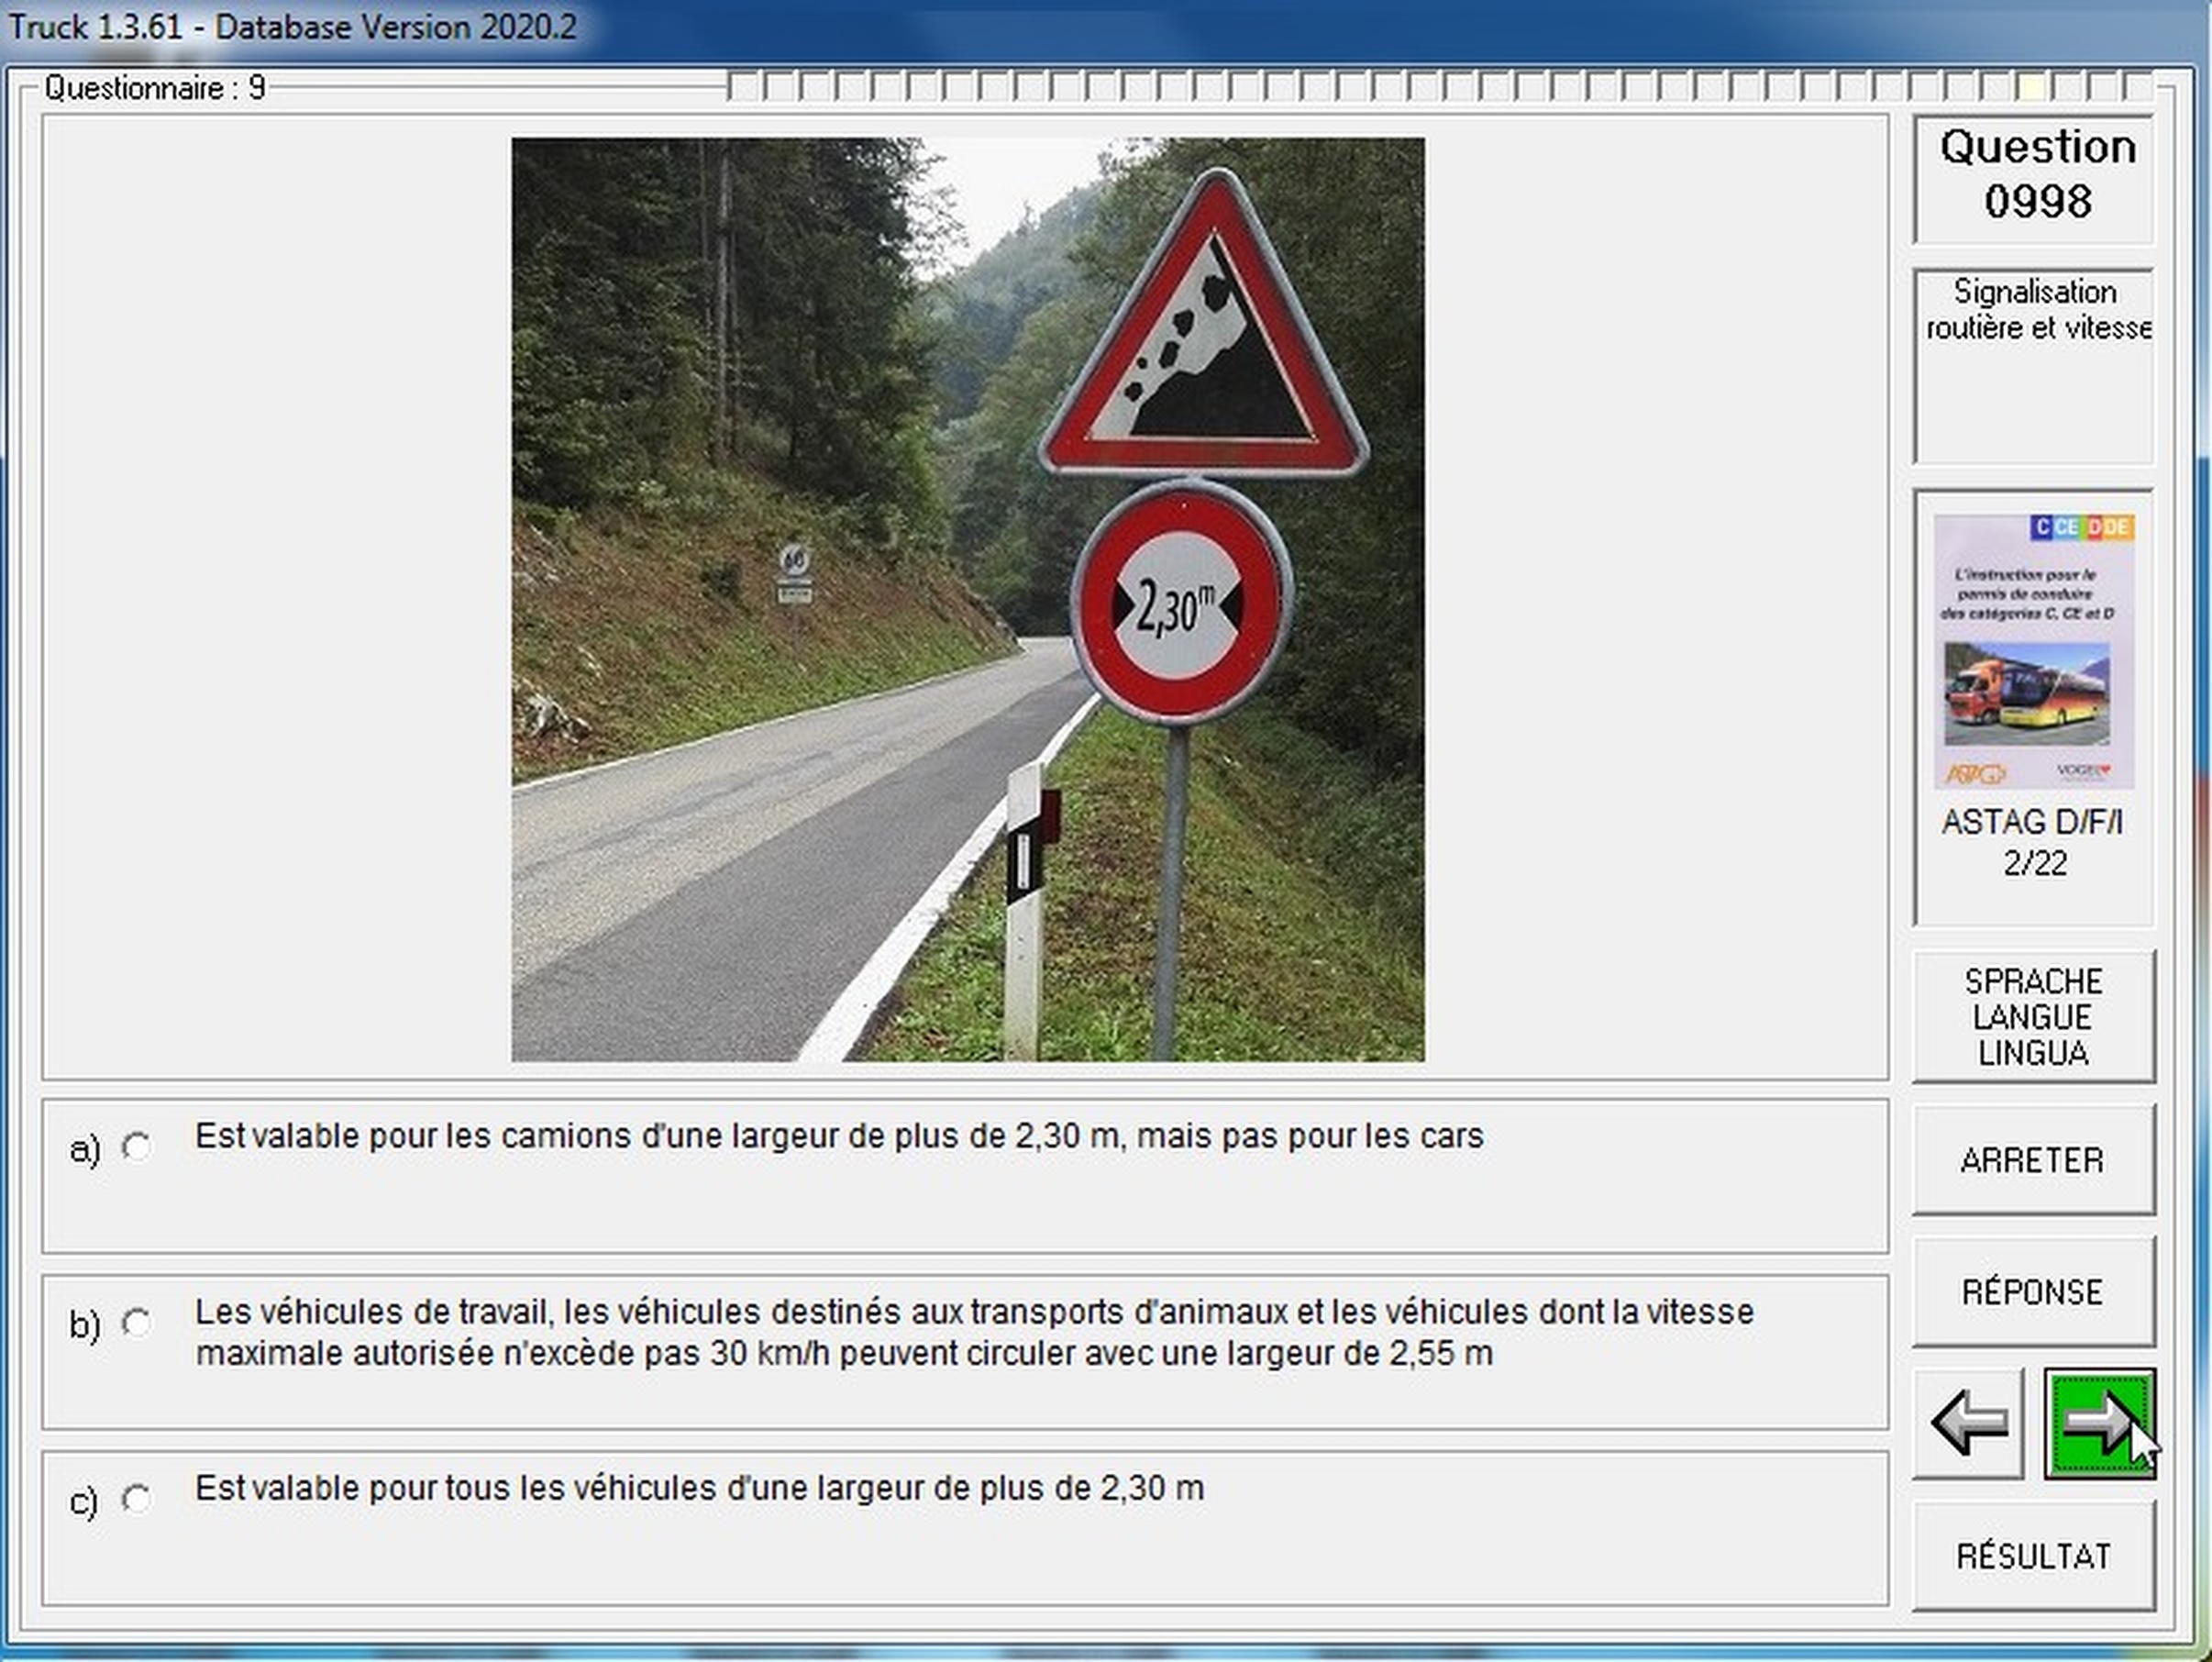 Truck 1.3.61 - Database Version 2020.2
Questionnaire : 9
Question
0998
Signalisation
routière et vitesse
60
2,30m
C CE D DE
L'instruction pour le
permis de conduire
des catégories C, CE et D
ASTAG
VOGEL
ASTAG D/F/I
2/22
SPRACHE
LANGUE
LINGUA
ARRETER
RÉPONSE
RÉSULTAT
a) Est valable pour les camions d'une largeur de plus de 2,30 m, mais pas pour les cars
b) Les véhicules de travail, les véhicules destinés aux transports d'animaux et les véhicules dont la vitesse
maximale autorisée n'excède pas 30 km/h peuvent circuler avec une largeur de 2,55 m
c) Est valable pour tous les véhicules d'une largeur de plus de 2,30 m